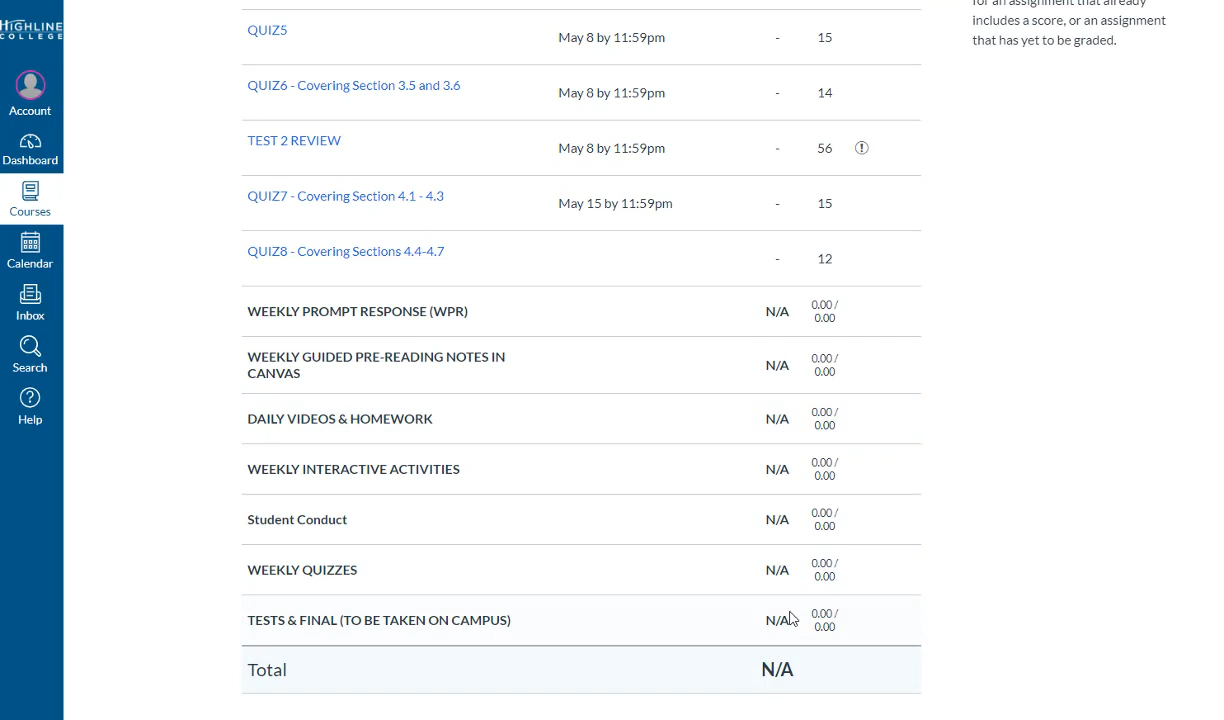 for an assignment that already
includes a score, or an assignment
that has yet to be graded.
HIGHLINE
COLLEGE
Account
Dashboard
Courses
Calendar
Inbox
Search
Help
QUIZ5 May 8 by 11:59pm - 15
QUIZ6 - Covering Section 3.5 and 3.6 May 8 by 11:59pm - 14
TEST 2 REVIEW May 8 by 11:59pm - 56
QUIZ7 - Covering Section 4.1 - 4.3 May 15 by 11:59pm - 15
QUIZ8 - Covering Sections 4.4-4.7 - 12
WEEKLY PROMPT RESPONSE (WPR) N/A 0.00 /
0.00
WEEKLY GUIDED PRE-READING NOTES IN
CANVAS N/A 0.00 /
0.00
DAILY VIDEOS & HOMEWORK N/A 0.00 /
0.00
WEEKLY INTERACTIVE ACTIVITIES N/A 0.00 /
0.00
Student Conduct N/A 0.00 /
0.00
WEEKLY QUIZZES N/A 0.00 /
0.00
TESTS & FINAL (TO BE TAKEN ON CAMPUS) N/A 0.00 /
0.00
Total N/A